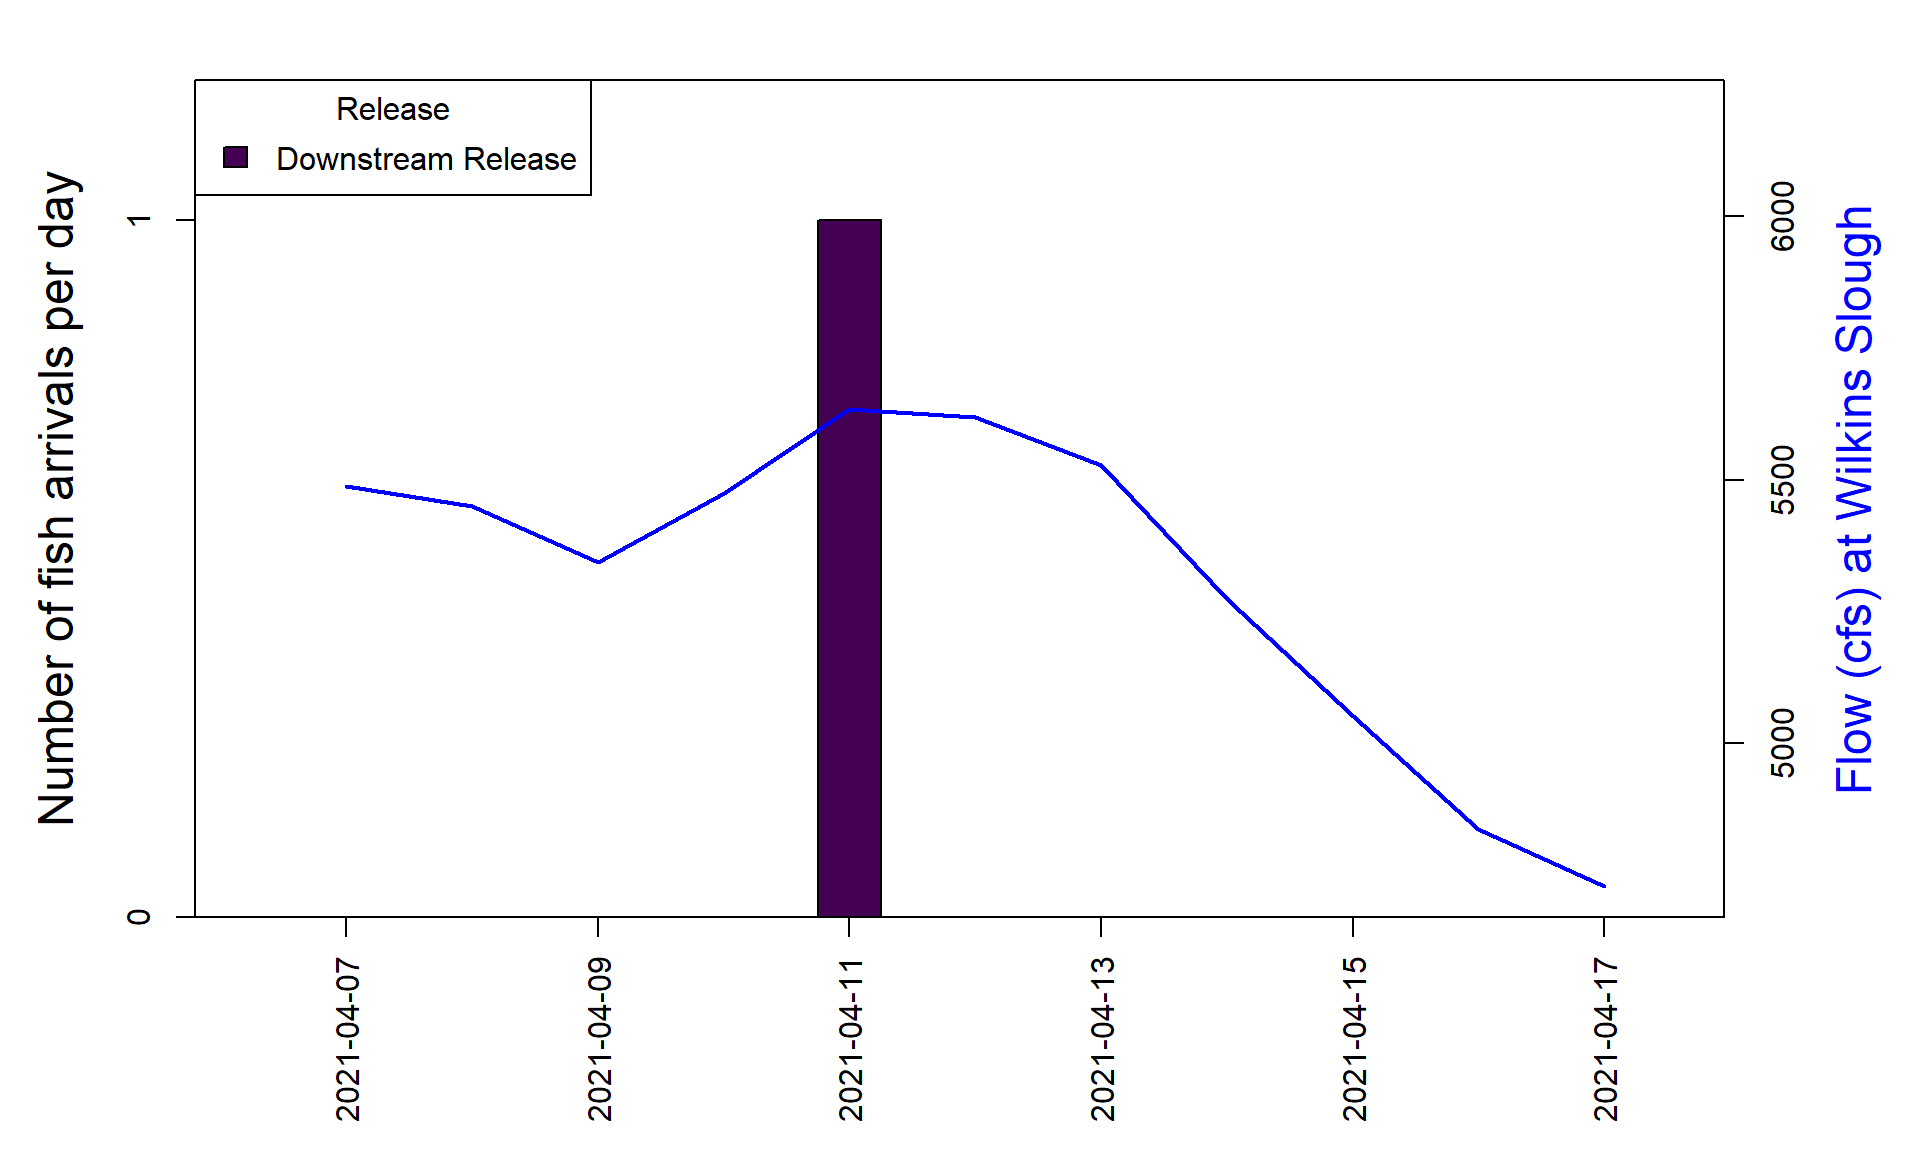 Release
Downstream Release
Number of fish arrivals per day
1
0
6000
5500
5000
Flow (cfs) at Wilkins Slough
2021-04-07
2021-04-09
2021-04-11
2021-04-13
2021-04-15
2021-04-17